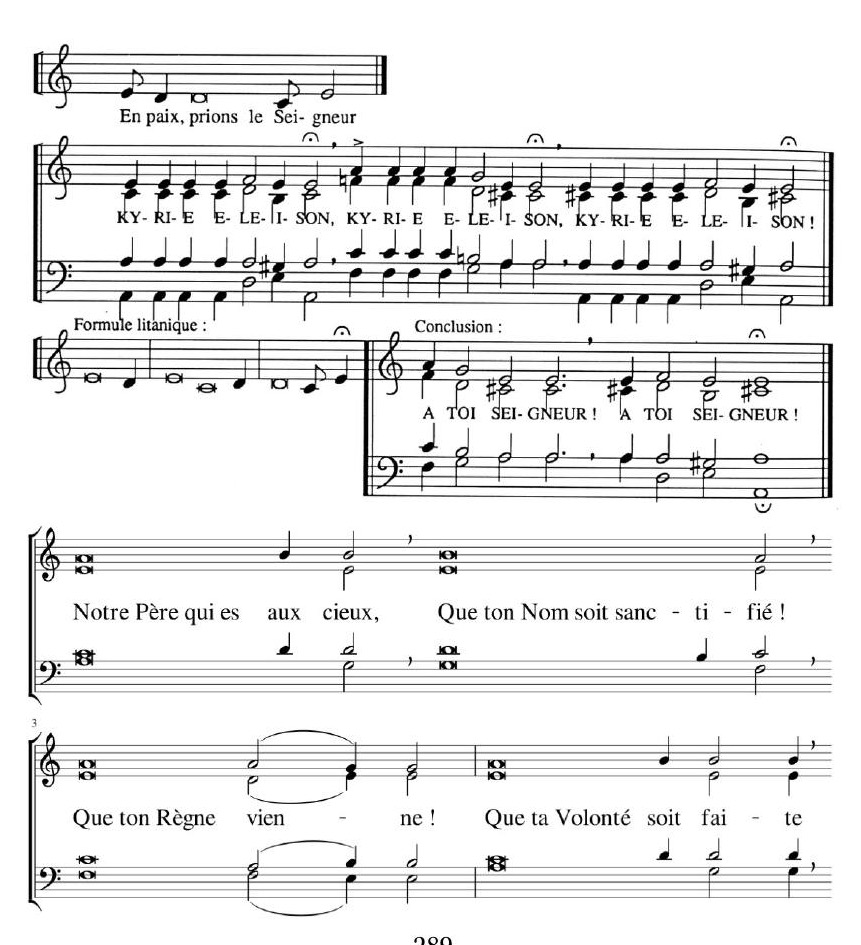 En paix, prions le Sei- gneur
KY- RI- E E- LE- I- SON, KY- RI- E E- LE- I- SON, KY- RI- E E- LE- I- SON !
Formule litanique :
Conclusion :
A TOI SEI- GNEUR ! A TOI SEI- GNEUR !
Notre Père qui es aux cieux, Que ton Nom soit sanc - ti - fié !
3
Que ton Règne vien - ne ! Que ta Volonté soit fai - te
289